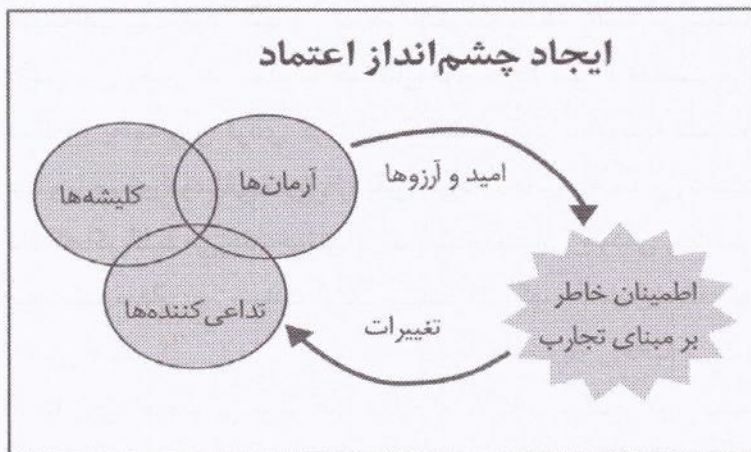 ایجاد چشم‌انداز اعتماد
آرمان‌ها
کلیشه‌ها
تداعی‌کننده‌ها
امید و آرزوها
اطمینان خاطر
بر مبنای تجارب
تغییرات